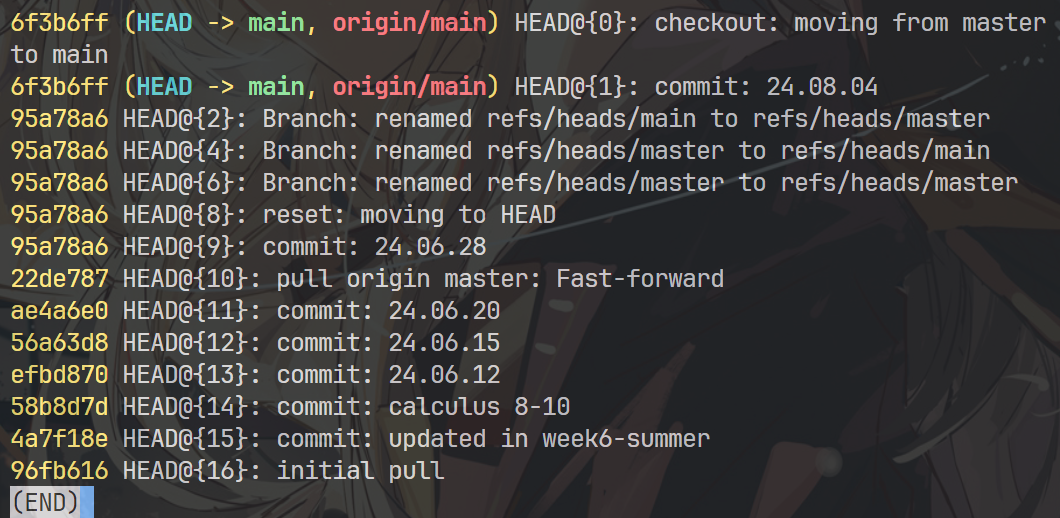 6f3b6ff (HEAD -> main, origin/main) HEAD@{0}: checkout: moving from master
to main
6f3b6ff (HEAD -> main, origin/main) HEAD@{1}: commit: 24.08.04
95a78a6 HEAD@{2}: Branch: renamed refs/heads/main to refs/heads/master
95a78a6 HEAD@{4}: Branch: renamed refs/heads/master to refs/heads/main
95a78a6 HEAD@{6}: Branch: renamed refs/heads/master to refs/heads/master
95a78a6 HEAD@{8}: reset: moving to HEAD
95a78a6 HEAD@{9}: commit: 24.06.28
22de787 HEAD@{10}: pull origin master: Fast-forward
ae4a6e0 HEAD@{11}: commit: 24.06.20
56a63d8 HEAD@{12}: commit: 24.06.15
efbd870 HEAD@{13}: commit: 24.06.12
58b8d7d HEAD@{14}: commit: calculus 8-10
4a7f18e HEAD@{15}: commit: updated in week6-summer
96fb616 HEAD@{16}: initial pull
(END)